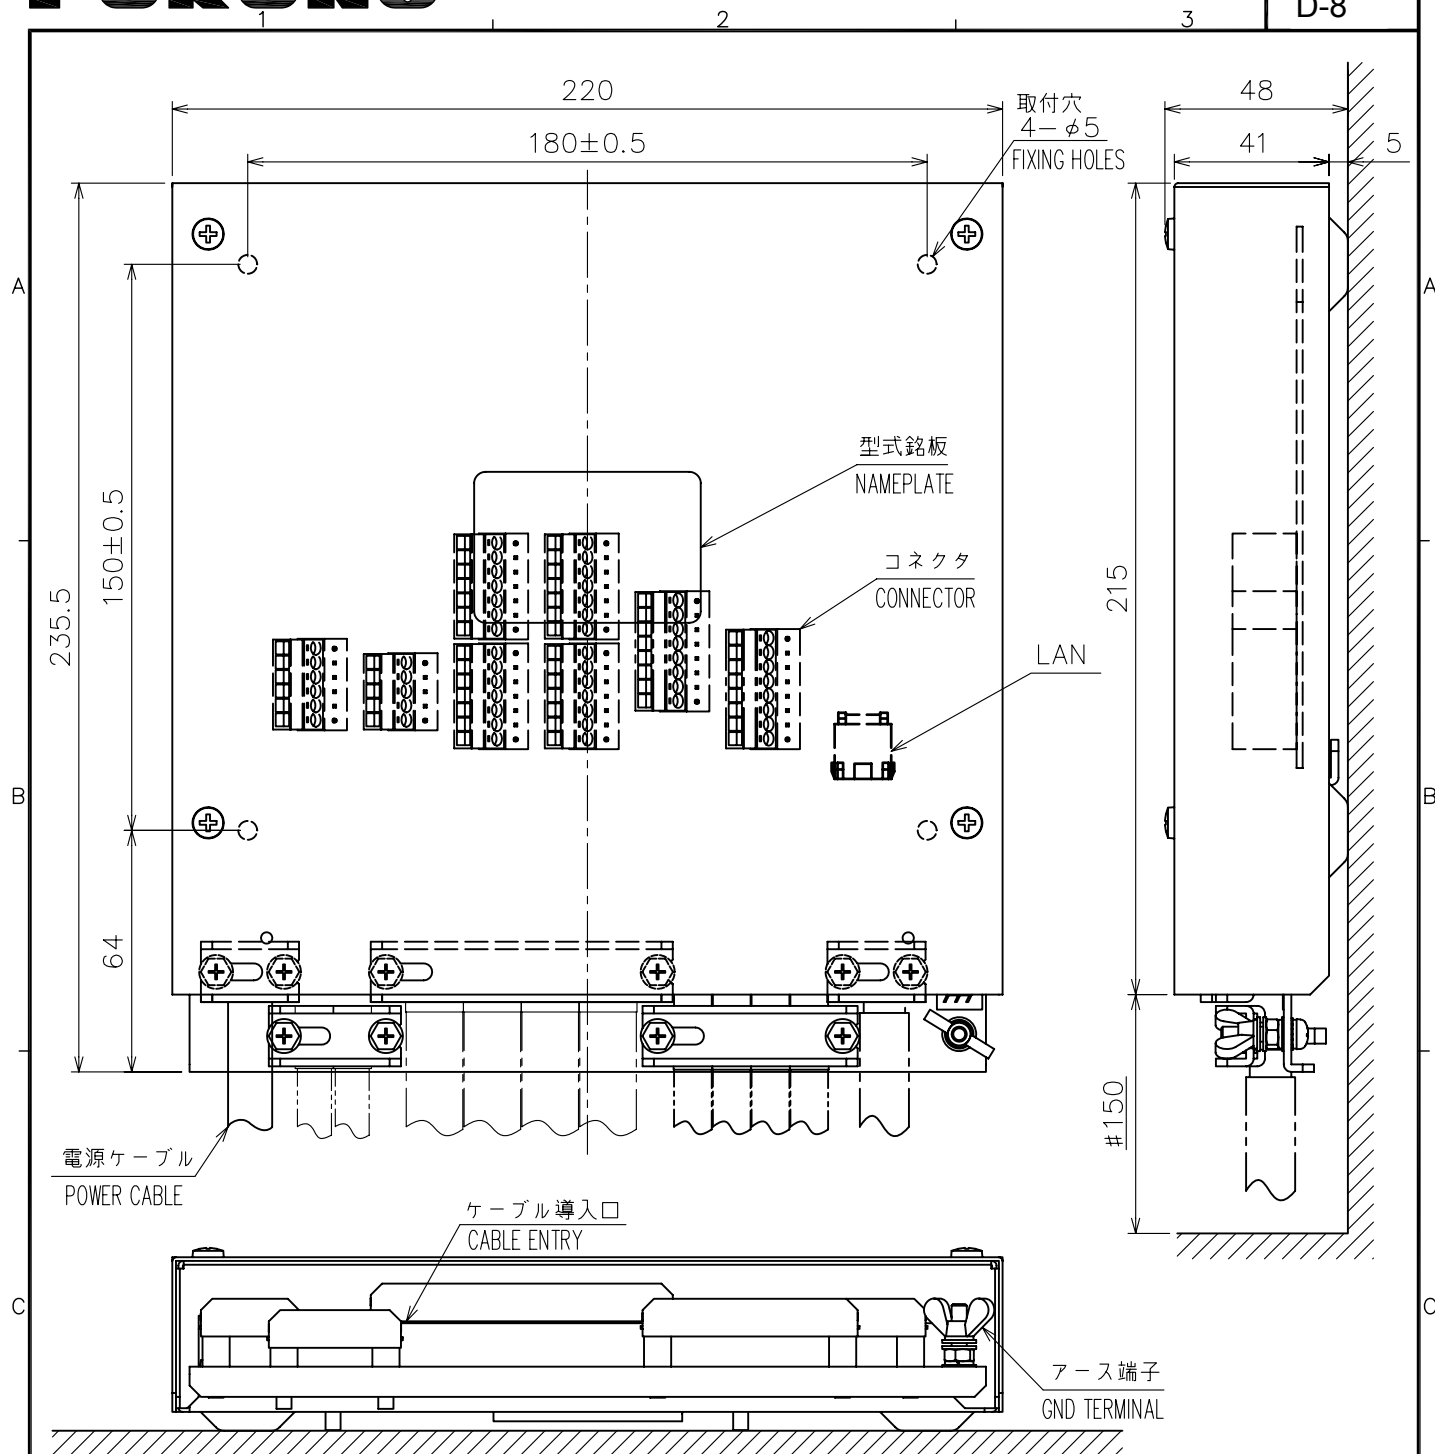 D-8
1
2
3
220
48
取付穴
4-φ5
FIXING HOLES
180±0.5
41
5
A
A
型式銘板
NAMEPLATE
150±0.5
コネクタ
CONNECTOR
235.5
215
LAN
B
B
64
#150
電源ケーブル
POWER CABLE
ケーブル導入口
CABLE ENTRY
C
C
アース端子
GND TERMINAL